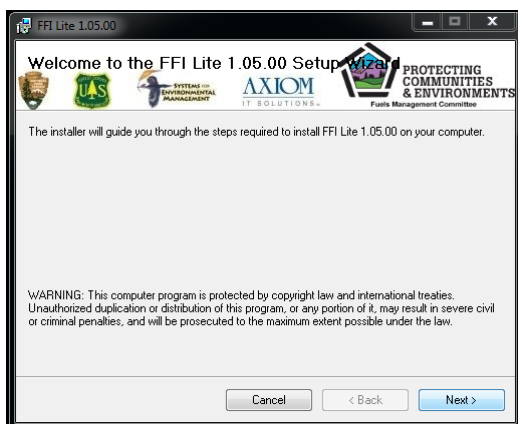 FFI Lite 1.05.00
Welcome to the FFI Lite 1.05.00 Setup Wizard
UAS
SYSTEMS FOR
ENVIRONMENTAL
MANAGEMENT
AXIOM
IT SOLUTIONS
PROTECTING
COMMUNITIES
& ENVIRONMENTS
Fuels Management Committee
The installer will guide you through the steps required to install FFI Lite 1.05.00 on your computer.
WARNING: This computer program is protected by copyright law and international treaties.
Unauthorized duplication or distribution of this program, or any portion of it, may result in severe civil
or criminal penalties, and will be prosecuted to the maximum extent possible under the law.
Cancel
< Back
Next >